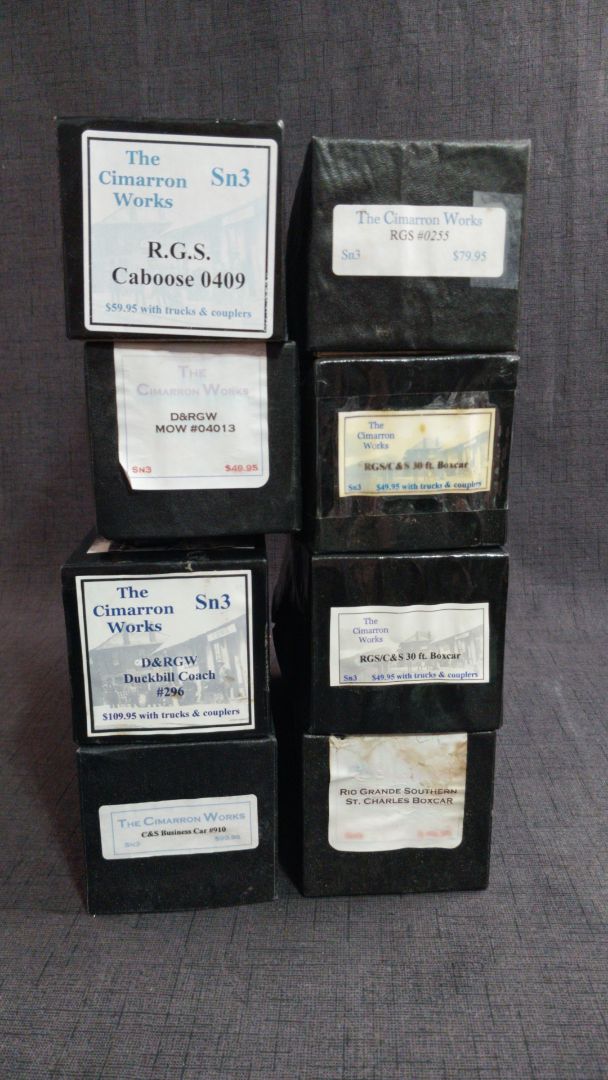 The
Cimarron
Works
Sn3
R.G.S.
Caboose 0409
$59.95 with trucks & couplers
THE
CIMARRON WORKS
D&RGW
MOW #04013
SN3 $49.95
The
Cimarron
Works
Sn3
D&RGW
Duckbill Coach
#296
$109.95 with trucks & couplers
THE CIMARRON WORKS
C&S Business Car #910
SN3
The Cimarron Works
RGS #0255
Sn3 $79.95
The
Cimarron
Works
RGS/C&S 30 ft. Boxcar
Sn3 $49.95 with trucks & couplers
The
Cimarron
Works
RGS/C&S 30 ft. Boxcar
Sn3 $49.95 with trucks & couplers
RIO GRANDE SOUTHERN
ST. CHARLES BOXCAR